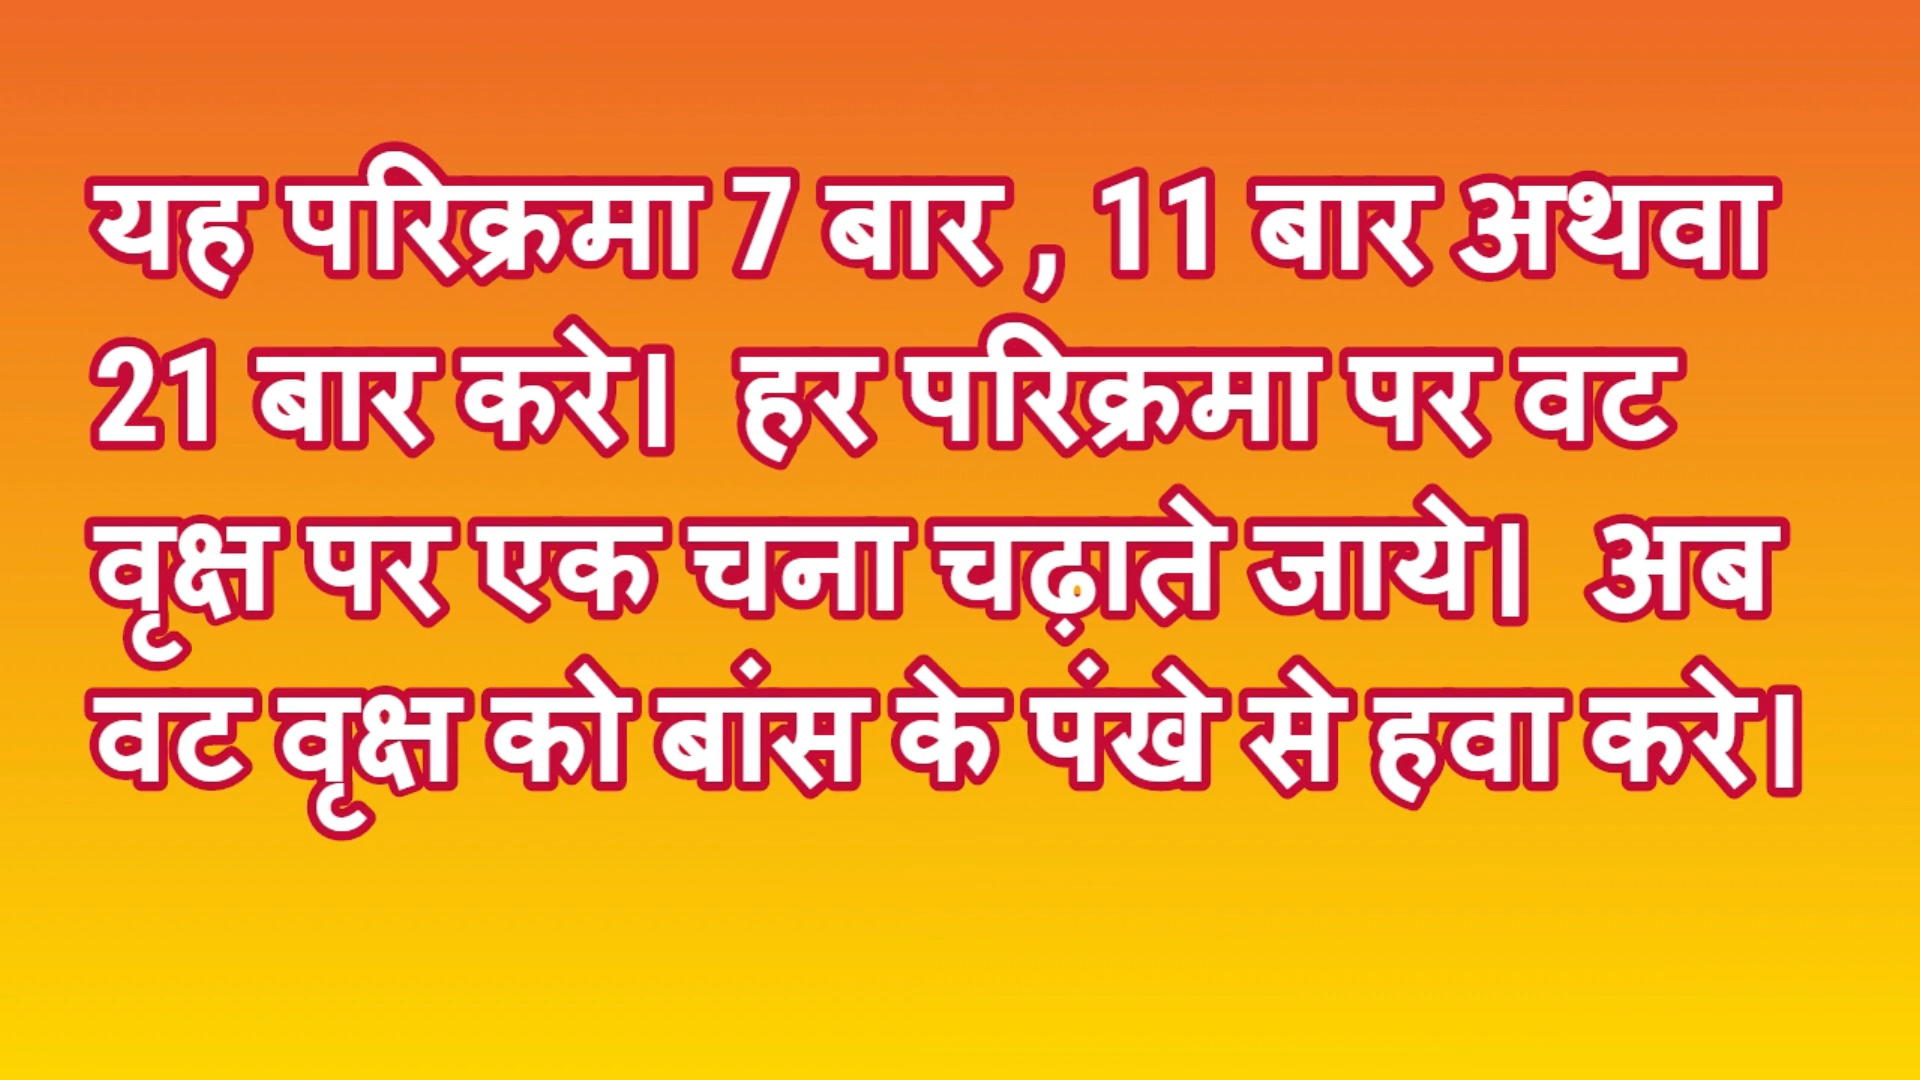 यह परिक्रमा 7 बार , 11 बार अथवा
21 बार करे। हर परिक्रमा पर वट
वृक्ष पर एक चना चढ़ाते जाये। अब
वट वृक्ष को बांस के पंखे से हवा करे।